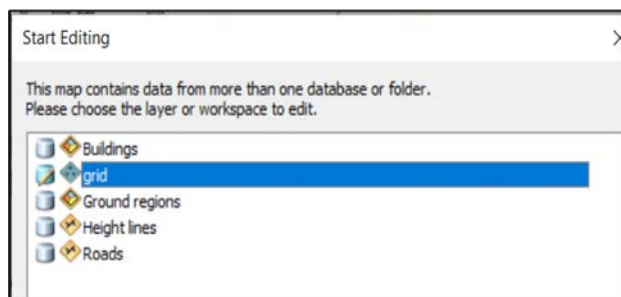 Start Editing
This map contains data from more than one database or folder.
Please choose the layer or workspace to edit.
Buildings
grid
Ground regions
Height lines
Roads